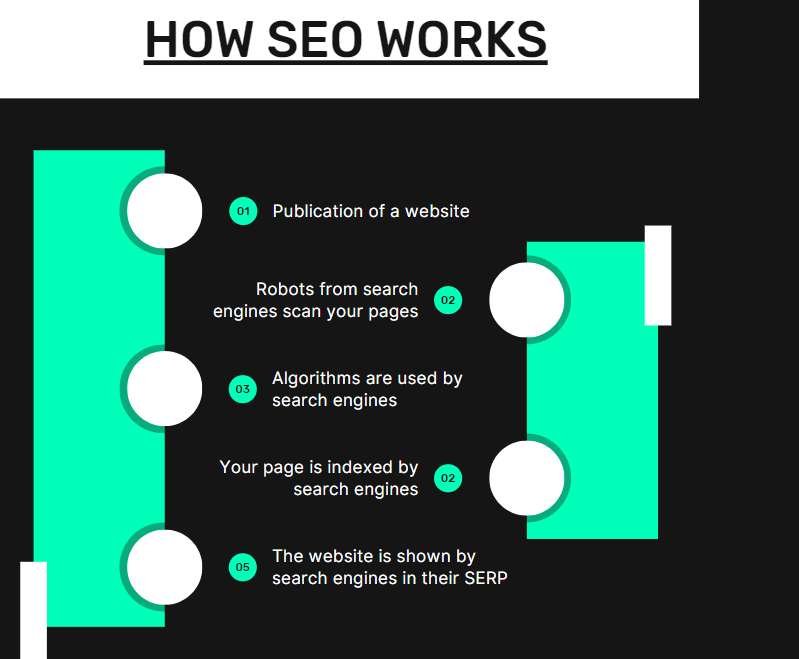 HOW SEO WORKS
01 Publication of a website
Robots from search
engines scan your pages 02
03 Algorithms are used by
search engines
Your page is indexed by 02
search engines
05 The website is shown by
search engines in their SERP